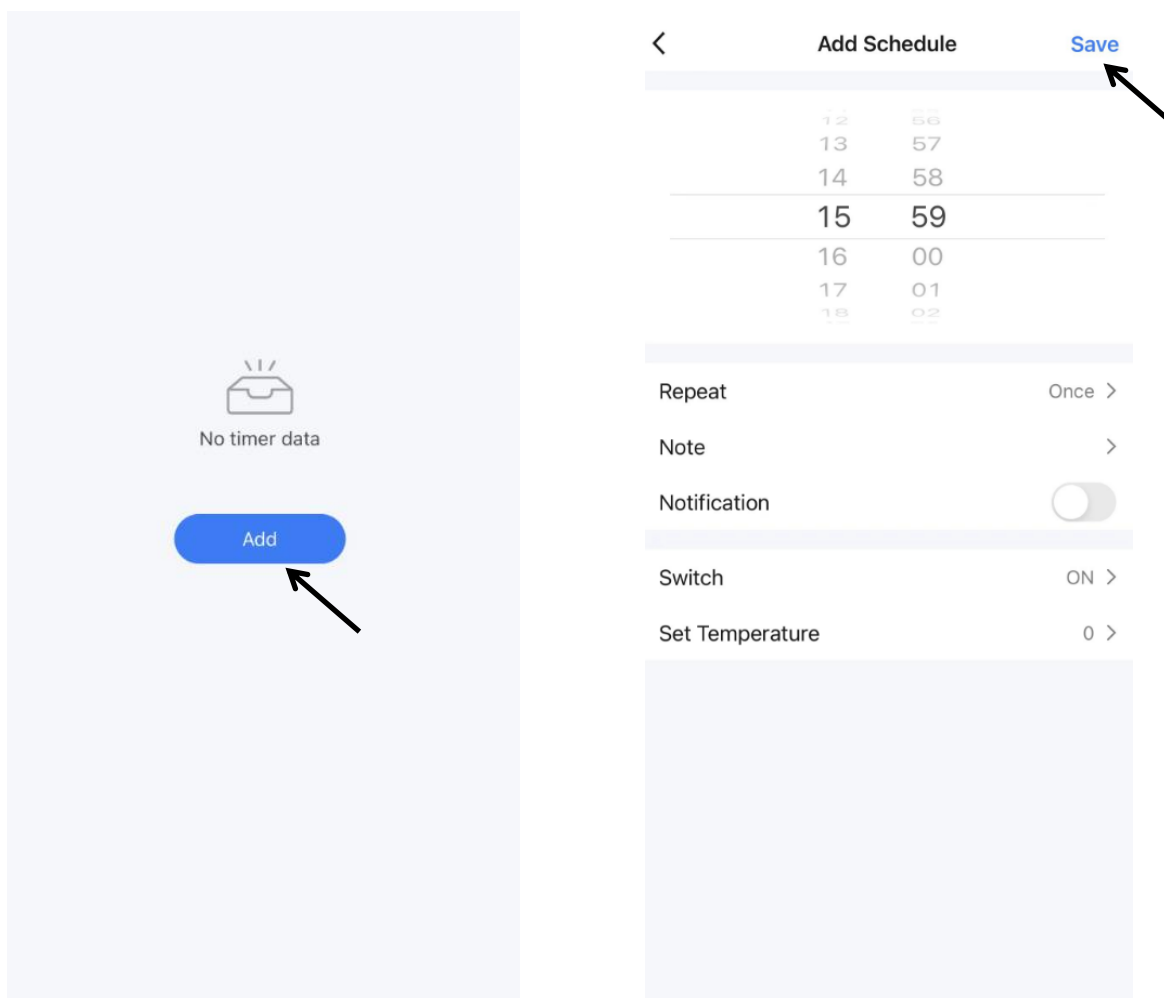 No timer data
Add
Add Schedule Save
12 56
13 57
14 58
15 59
16 00
17 01
18 02
Repeat Once
Note
Notification
Switch ON
Set Temperature 0